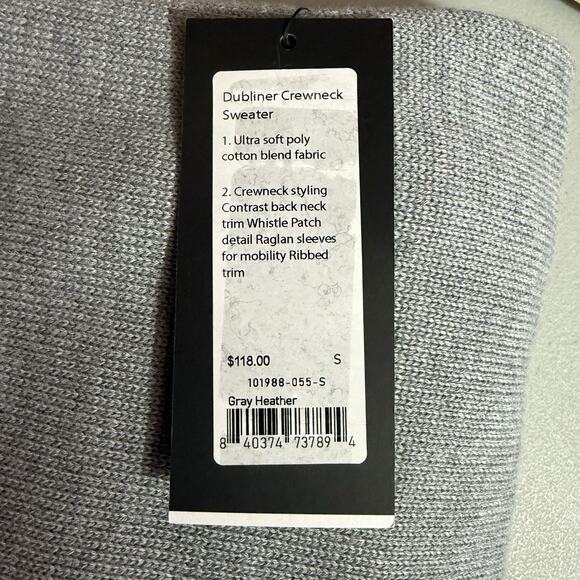 Dubliner Crewneck
Sweater
1. Ultra soft poly
cotton blend fabric
2. Crewneck styling
Contrast back neck
trim Whistle Patch
detail Raglan sleeves
for mobility Ribbed
trim
$118.00 S
101988-055-S
Gray Heather
8 40374 73789 4